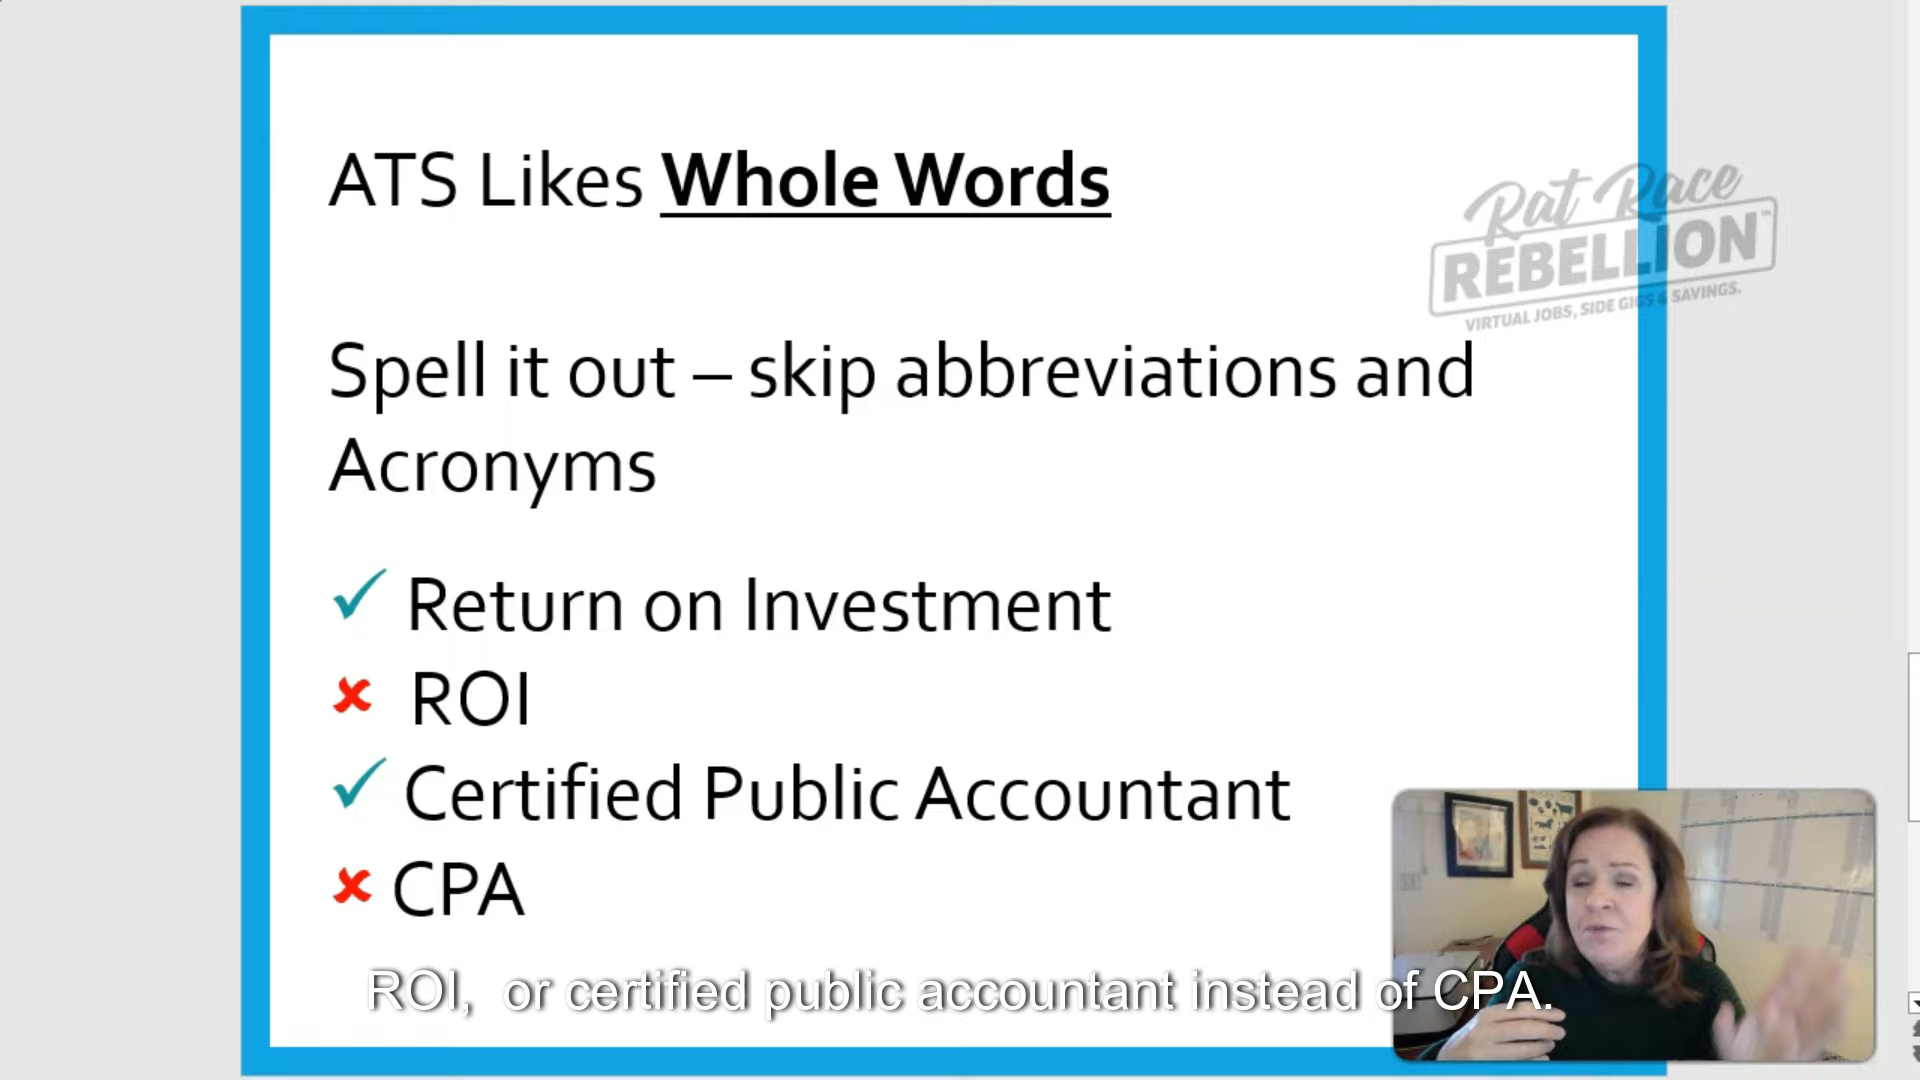 ATS Likes Whole Words
Rat Race
REBELLION™
VIRTUAL JOBS, SIDE GIGS & SAVINGS.
Spell it out – skip abbreviations and
Acronyms
✓ Return on Investment
✘ ROI
✓ Certified Public Accountant
✘ CPA
ROI, or certified public accountant instead of CPA.